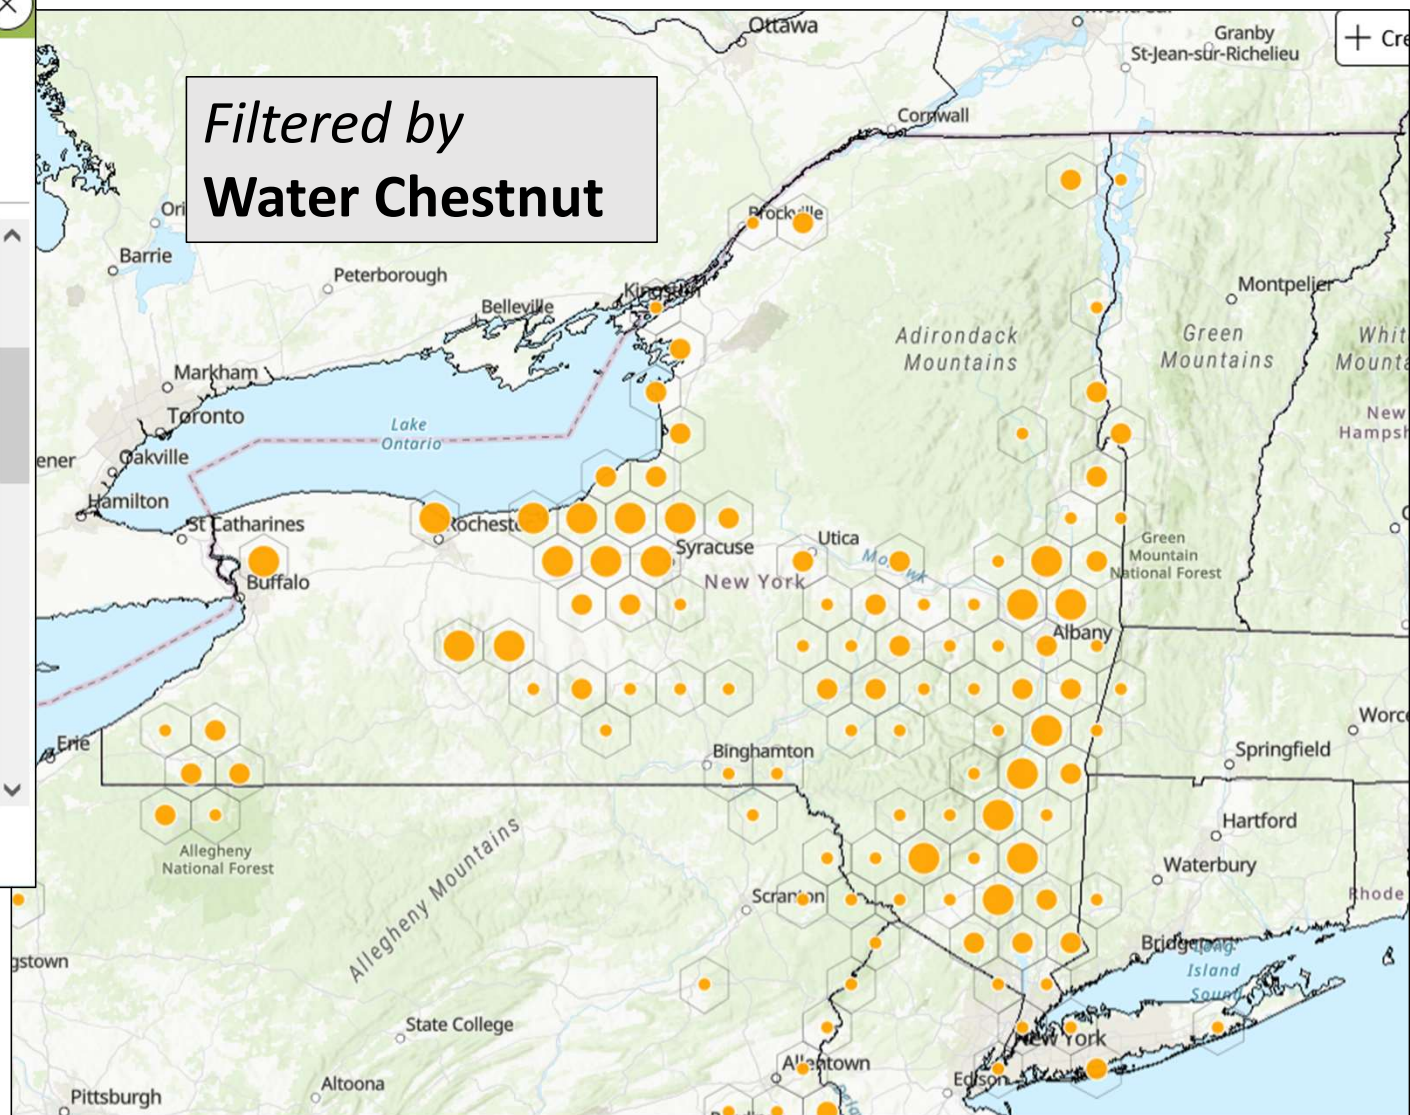 Ottawa
Granby
St-Jean-sur-Richelieu
Cornwall
Filtered by
Water Chestnut
Brockville
Barrie
Peterborough
Belleville
Kingston
Montpelier
Adirondack
Mountains
Green
Mountains
Markham
Toronto
Lake
Ontario
New
Oakville
Hamilton
St Catharines
Rochester
Syracuse
Utica
Mohawk
New York
Green
Mountain
National Forest
Buffalo
Albany
Erie
Binghamton
Springfield
Hartford
Allegheny
National Forest
Allegheny Mountains
Waterbury
Scranton
Rhode
Bridgeport
Long
Island
Sound
State College
New York
Allentown
Edison
Altoona
Pittsburgh